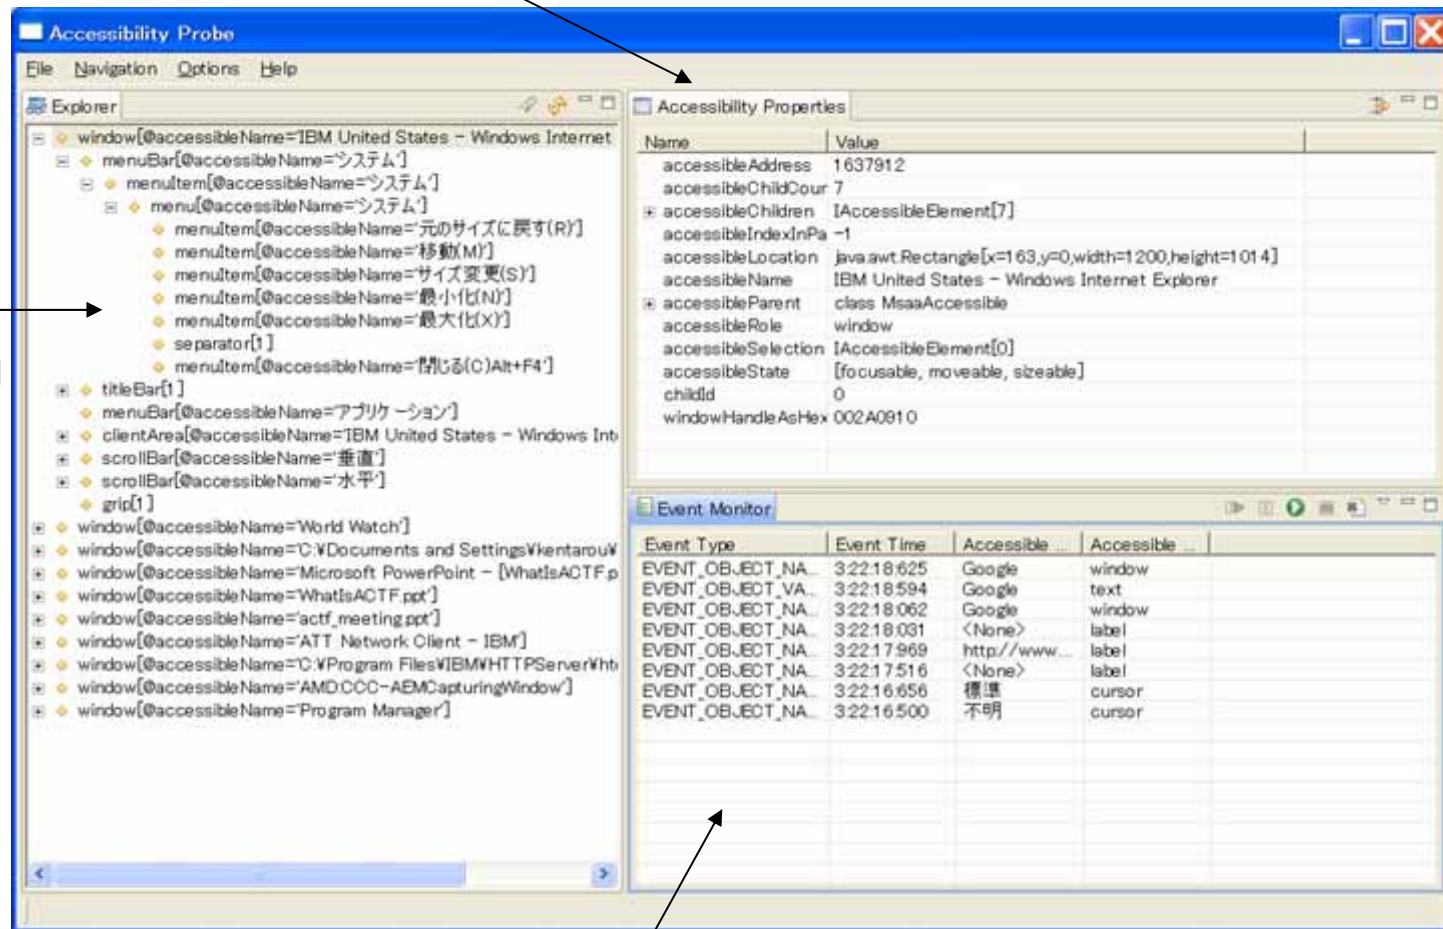 Accessibility Probe
File Navigation Options Help
Explorer
window[@accessibleName='IBM United States - Windows Internet
menuBar[@accessibleName='システム']
menuItem[@accessibleName='システム']
menu[@accessibleName='システム']
menuItem[@accessibleName='元のサイズに戻す(R)']
menuItem[@accessibleName='移動(M)']
menuItem[@accessibleName='サイズ変更(S)']
menuItem[@accessibleName='最小化(N)']
menuItem[@accessibleName='最大化(X)']
separator[1]
menuItem[@accessibleName='閉じる(C)Alt+F4']
titleBar[1]
menuBar[@accessibleName='アプリケーション']
clientArea[@accessibleName='IBM United States - Windows Int
scrollBar[@accessibleName='垂直']
scrollBar[@accessibleName='水平']
grip[1]
window[@accessibleName='World Watch']
window[@accessibleName='C:¥Documents and Settings¥kentarou¥
window[@accessibleName='Microsoft PowerPoint - [WhatIsACTF.p
window[@accessibleName='WhatIsACTF.ppt']
window[@accessibleName='actf_meeting.ppt']
window[@accessibleName='ATT Network Client - IBM']
window[@accessibleName='C:¥Program Files¥IBM¥HTTPServer¥ht
window[@accessibleName='AMD:CCC-AEMCapturingWindow']
window[@accessibleName='Program Manager']
Accessibility Properties
Name Value
accessibleAddress 1637912
accessibleChildCour 7
accessibleChildren IAccessibleElement[7]
accessibleIndexInPa -1
accessibleLocation java.awt.Rectangle[x=163,y=0,width=1200,height=1014]
accessibleName IBM United States - Windows Internet Explorer
accessibleParent class MsaaAccessible
accessibleRole window
accessibleSelection IAccessibleElement[0]
accessibleState [focusable, moveable, sizeable]
childId 0
windowHandleAsHex 002A0910
Event Monitor
Event Type Event Time Accessible ... Accessible ...
EVENT_OBJECT_NA... 3:22:18:625 Google window
EVENT_OBJECT_VA... 3:22:18:594 Google text
EVENT_OBJECT_NA... 3:22:18:062 Google window
EVENT_OBJECT_NA... 3:22:18:031 <None> label
EVENT_OBJECT_NA... 3:22:17:969 http://www... label
EVENT_OBJECT_NA... 3:22:17:516 <None> label
EVENT_OBJECT_NA... 3:22:16:656 標準 cursor
EVENT_OBJECT_NA... 3:22:16:500 不明 cursor